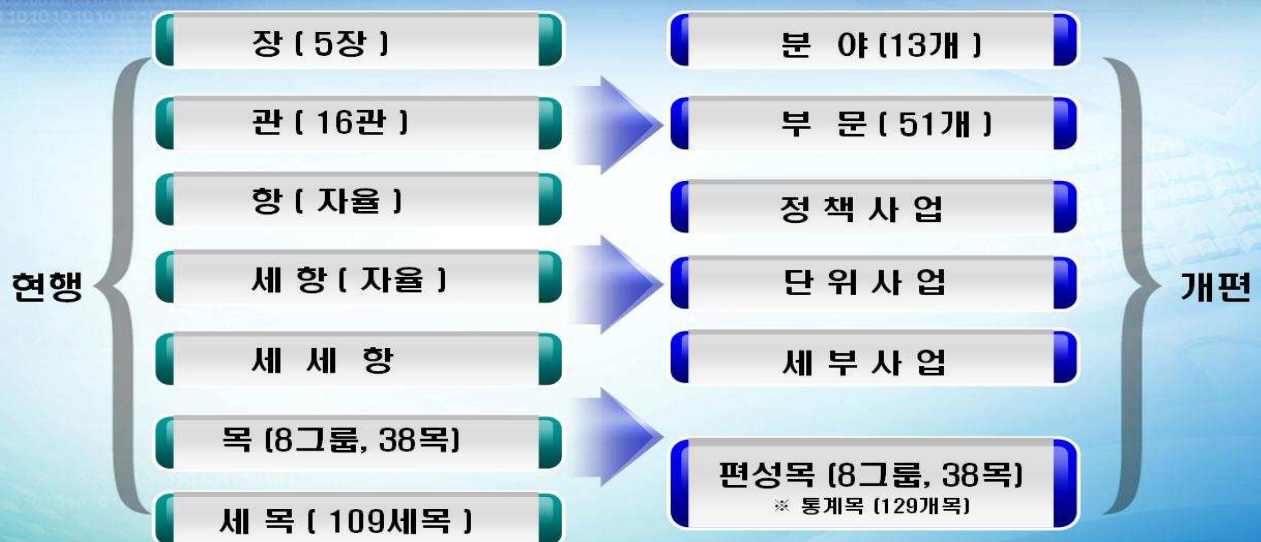 현행
장 ( 5장 )
관 ( 16관 )
항 ( 자율 )
세 항 ( 자율 )
세 세 항
목 (8그룹, 38목)
세 목 ( 109세목 )
분 야 (13개 )
부 문 ( 51개 )
정 책 사 업
단 위 사 업
세 부 사 업
편성목 (8그룹, 38목)
※ 통계목 (129개목)
개편